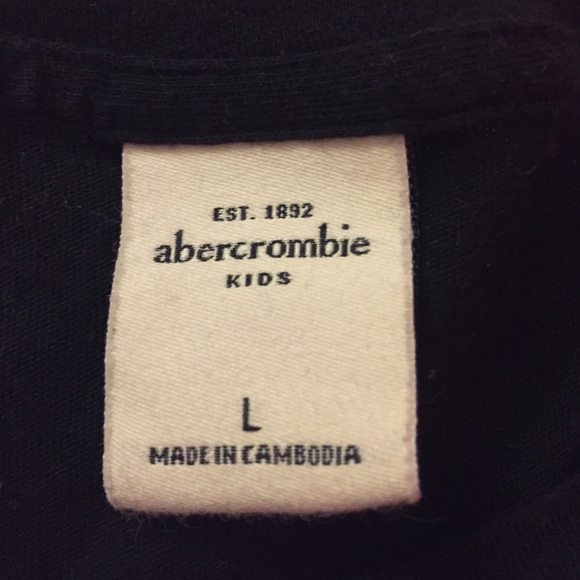 EST. 1892
abercrombie
KIDS
L
MADE IN CAMBODIA